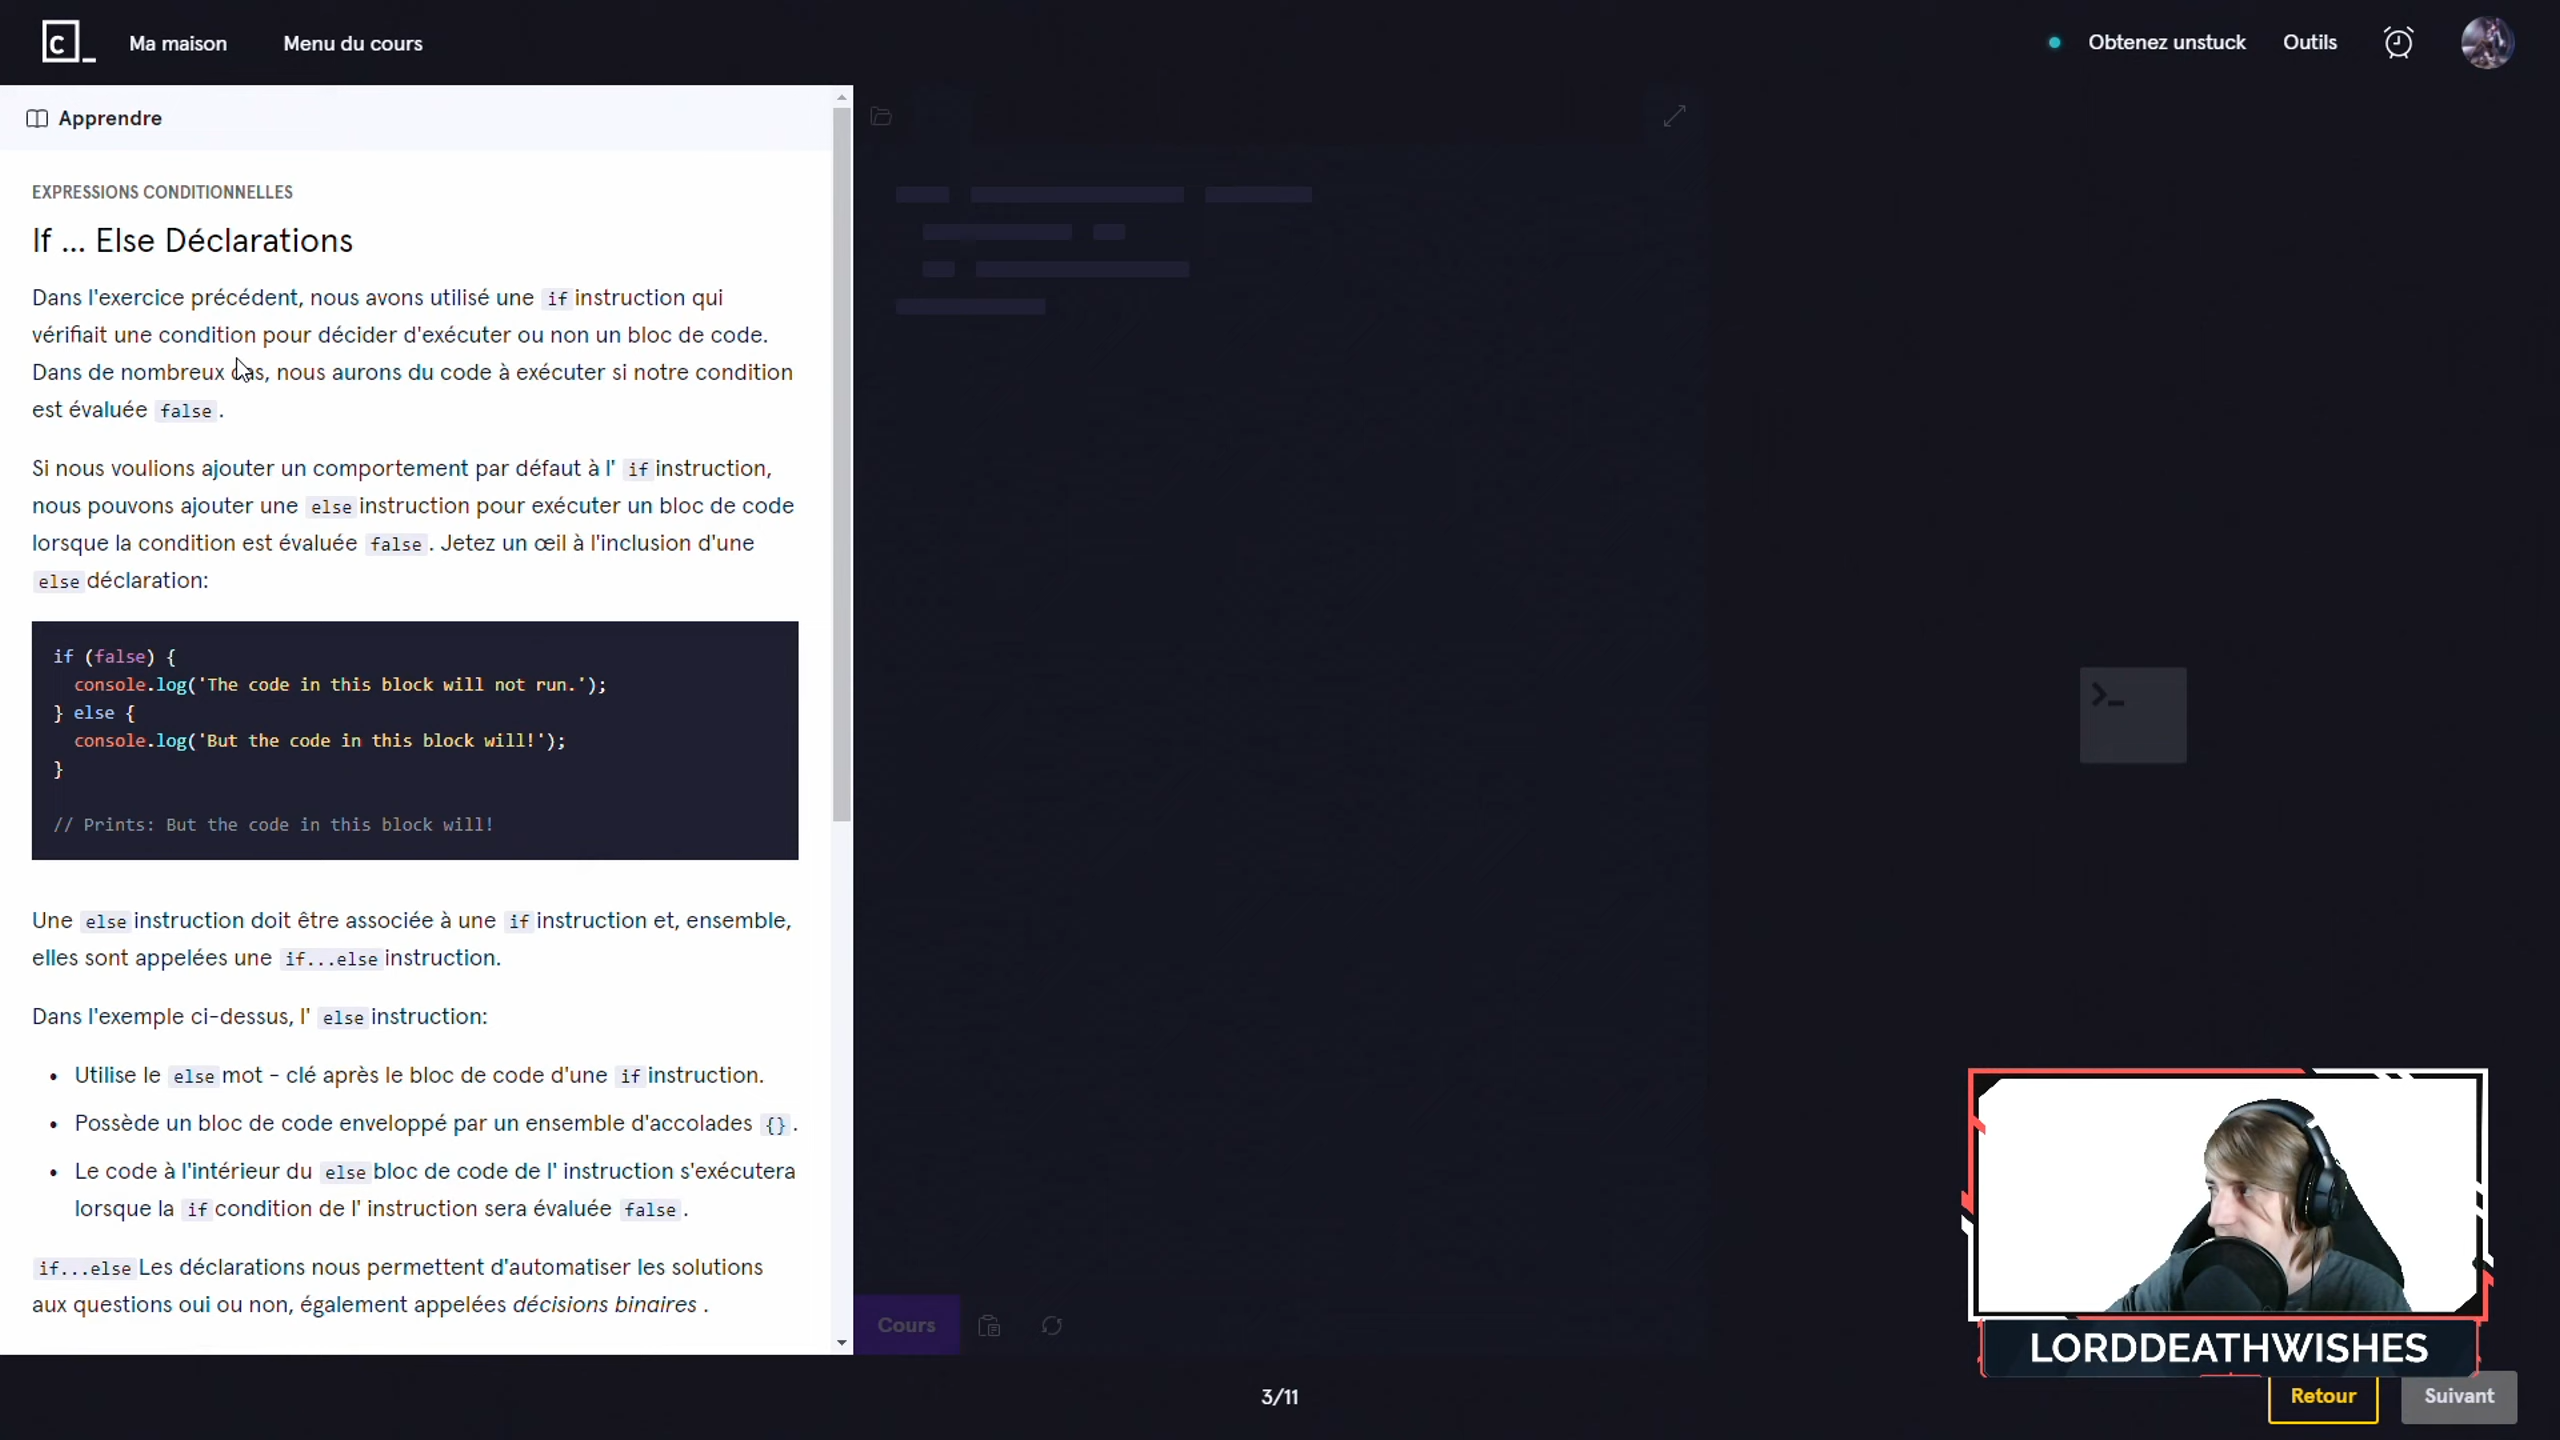 C_
Ma maison
Menu du cours
Obtenez unstuck
Outils
Apprendre
EXPRESSIONS CONDITIONNELLES
If ... Else Déclarations
Dans l'exercice précédent, nous avons utilisé une if instruction qui
vérifiait une condition pour décider d'exécuter ou non un bloc de code.
Dans de nombreux cas, nous aurons du code à exécuter si notre condition
est évaluée false .
Si nous voulions ajouter un comportement par défaut à l' if instruction,
nous pouvons ajouter une else instruction pour exécuter un bloc de code
lorsque la condition est évaluée false . Jetez un œil à l'inclusion d'une
else déclaration:
if (false) {
  console.log('The code in this block will not run.');
} else {
  console.log('But the code in this block will!');
}
// Prints: But the code in this block will!
Une else instruction doit être associée à une if instruction et, ensemble,
elles sont appelées une if...else instruction.
Dans l'exemple ci-dessus, l' else instruction:
• Utilise le else mot - clé après le bloc de code d'une if instruction.
• Possède un bloc de code enveloppé par un ensemble d'accolades {} .
• Le code à l'intérieur du else bloc de code de l' instruction s'exécutera
lorsque la if condition de l' instruction sera évaluée false .
if...else Les déclarations nous permettent d'automatiser les solutions
aux questions oui ou non, également appelées décisions binaires .
>_
Cours
LORDDEATHWISHES
3/11
Retour
Suivant